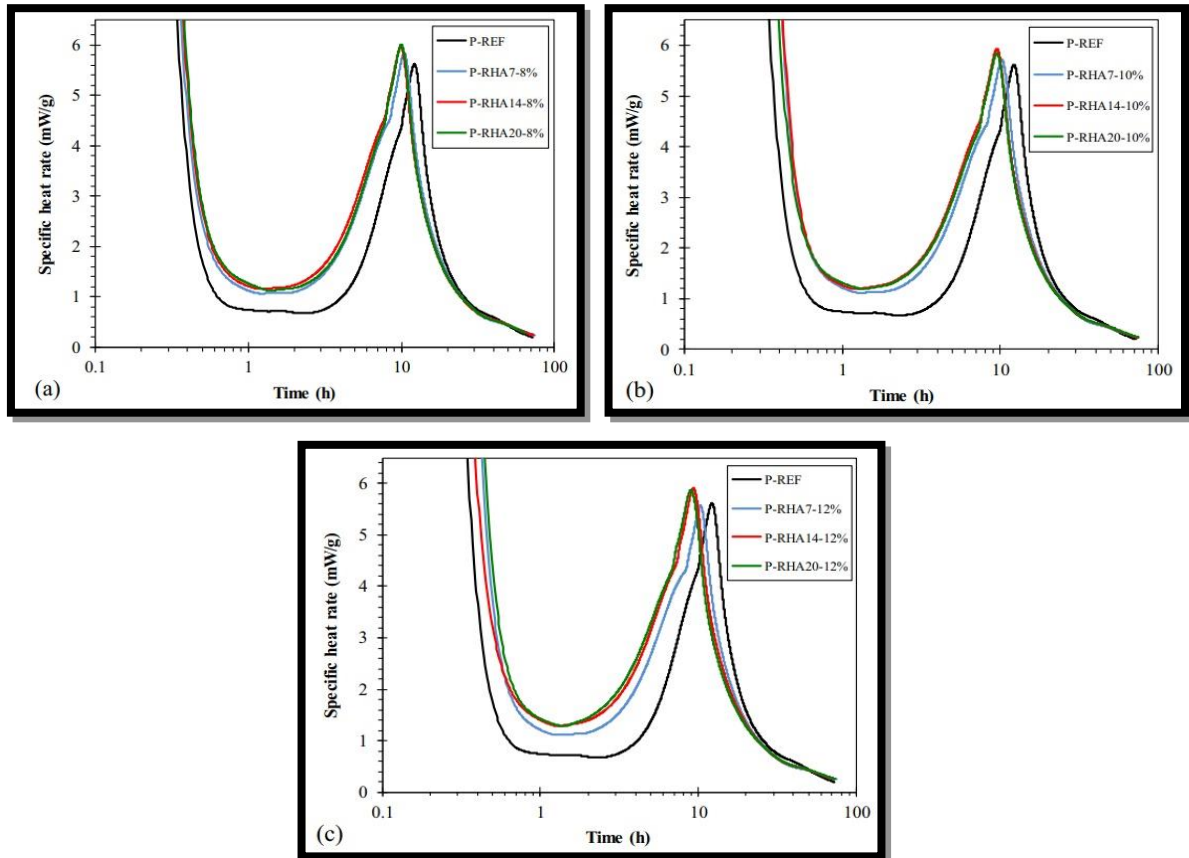 6
5
4
3
2
1
0
Specific heat rate (mW/g)
P-REF
P-RHA7-8%
P-RHA14-8%
P-RHA20-8%
0.1
1
10
100
Time (h)
(a)
6
5
4
3
2
1
0
Specific heat rate (mW/g)
P-REF
P-RHA7-10%
P-RHA14-10%
P-RHA20-10%
0.1
1
10
100
Time (h)
(b)
6
5
4
3
2
1
0
Specific heat rate (mW/g)
P-REF
P-RHA7-12%
P-RHA14-12%
P-RHA20-12%
0.1
1
10
100
Time (h)
(c)